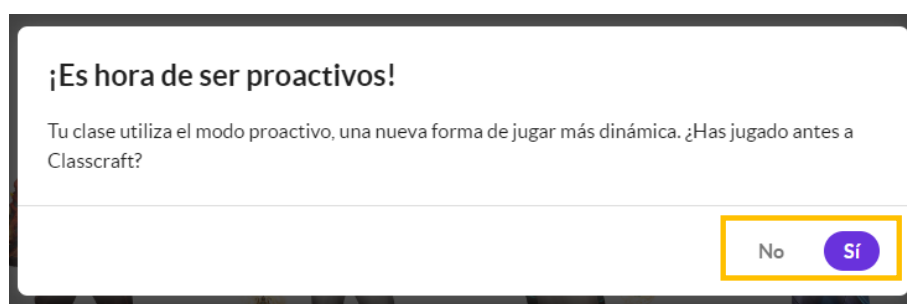 ¡Es hora de ser proactivos!
Tu clase utiliza el modo proactivo, una nueva forma de jugar más dinámica. ¿Has jugado antes a
Classcraft?
No Sí